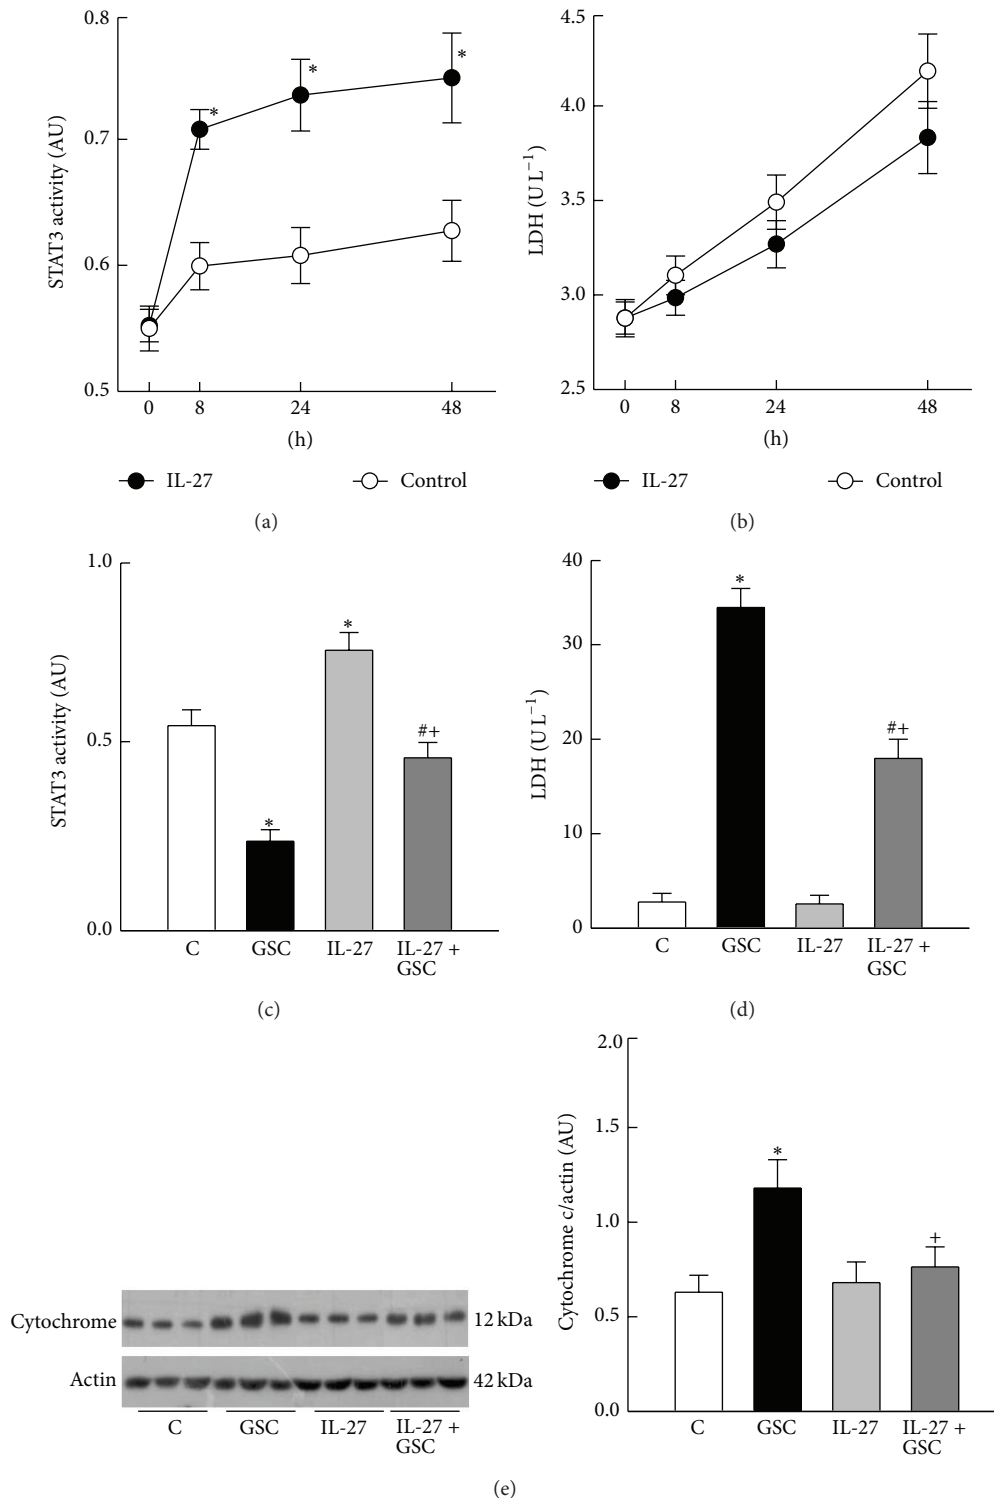 0.8
0.7
0.6
0.5
STAT3 activity (AU)
*
*
*
0
8
24
48
(h)
IL-27
Control
(a)
4.5
4.0
3.5
3.0
2.5
LDH (U L⁻¹)
0
8
24
48
(h)
IL-27
Control
(b)
1.0
0.5
0.0
STAT3 activity (AU)
*
*
#+
C
GSC
IL-27
IL-27 +
GSC
(c)
40
30
20
10
0
LDH (U L⁻¹)
*
#+
C
GSC
IL-27
IL-27 +
GSC
(d)
Cytochrome
12 kDa
Actin
42 kDa
C
GSC
IL-27
IL-27 +
GSC
2.0
1.5
1.0
0.5
0.0
Cytochrome c/actin (AU)
*
+
C
GSC
IL-27
IL-27 +
GSC
(e)